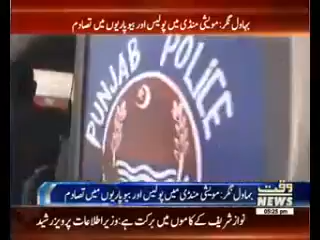 بہاول نگر: مویشی منڈی میں پولیس اور بیوپاریوں میں تصادم
PUNJAB POLICE
بہاول نگر: مویشی منڈی میں پولیس اور بیوپاریوں میں تصادم
وقت
NEWS
نواز شریف کے کاموں میں برکت ہے: وزیر اطلاعات پرویز رشید
05:25 pm